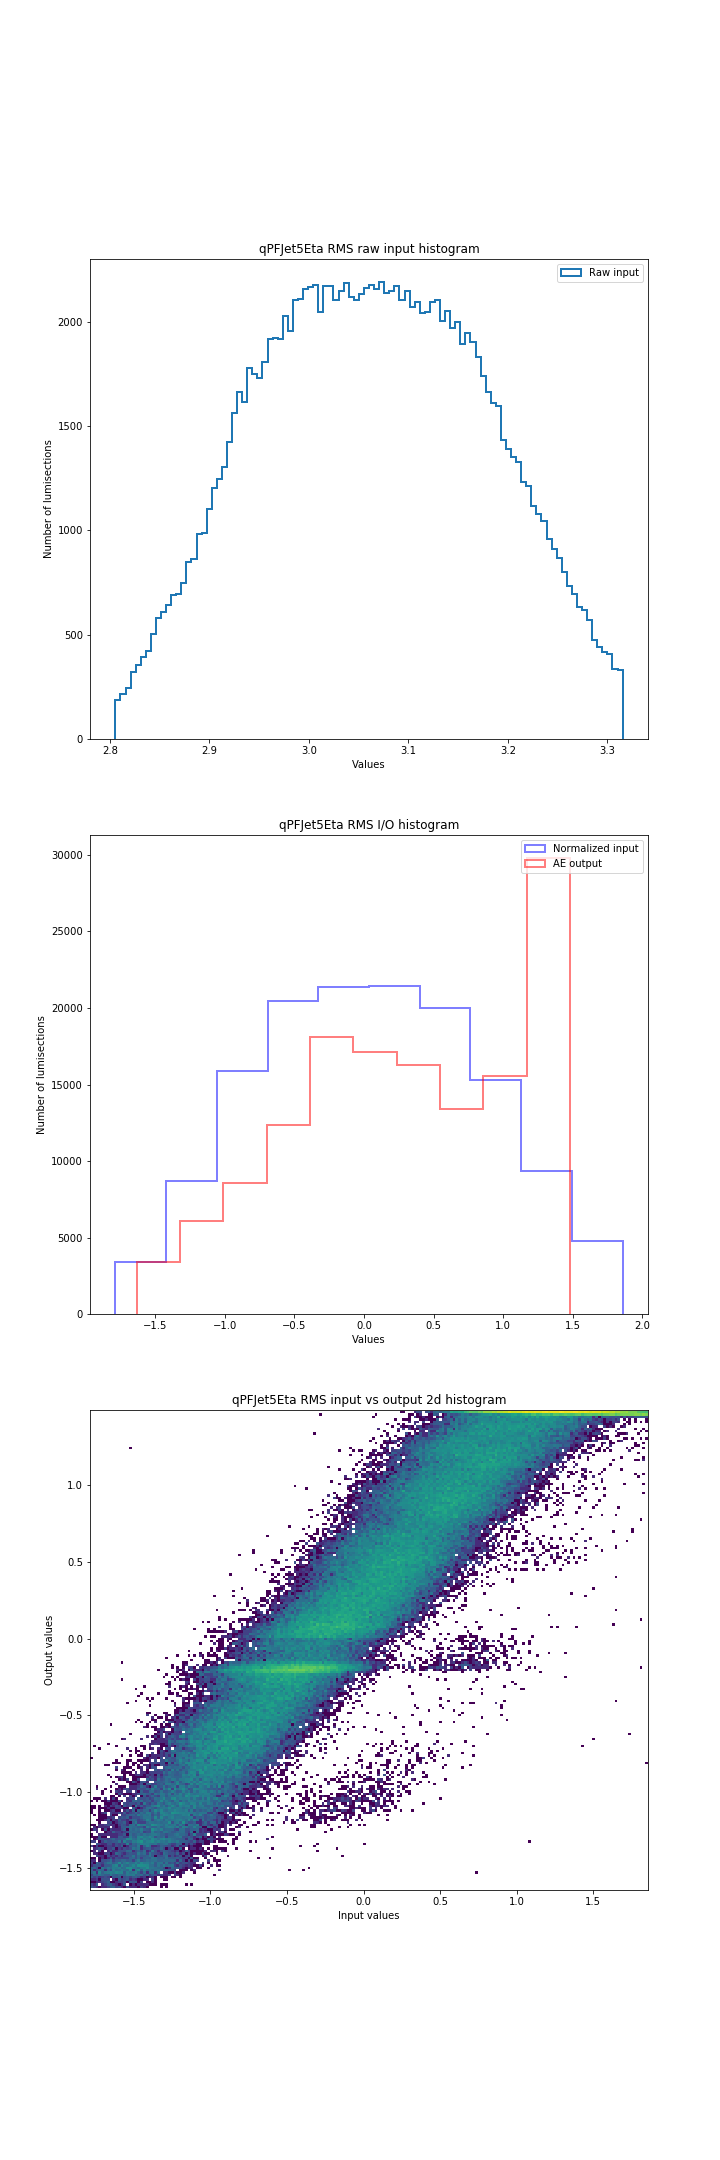 qPFJet5Eta RMS raw input histogram
Raw input
2000
1500
1000
500
0
Number of lumisections
2.8 2.9 3.0 3.1 3.2 3.3
Values
qPFJet5Eta RMS I/O histogram
Normalized input
AE output
30000
25000
20000
15000
10000
5000
0
Number of lumisections
−1.5 −1.0 −0.5 0.0 0.5 1.0 1.5 2.0
Values
qPFJet5Eta RMS input vs output 2d histogram
1.0
0.5
0.0
−0.5
−1.0
−1.5
Output values
−1.5 −1.0 −0.5 0.0 0.5 1.0 1.5
Input values